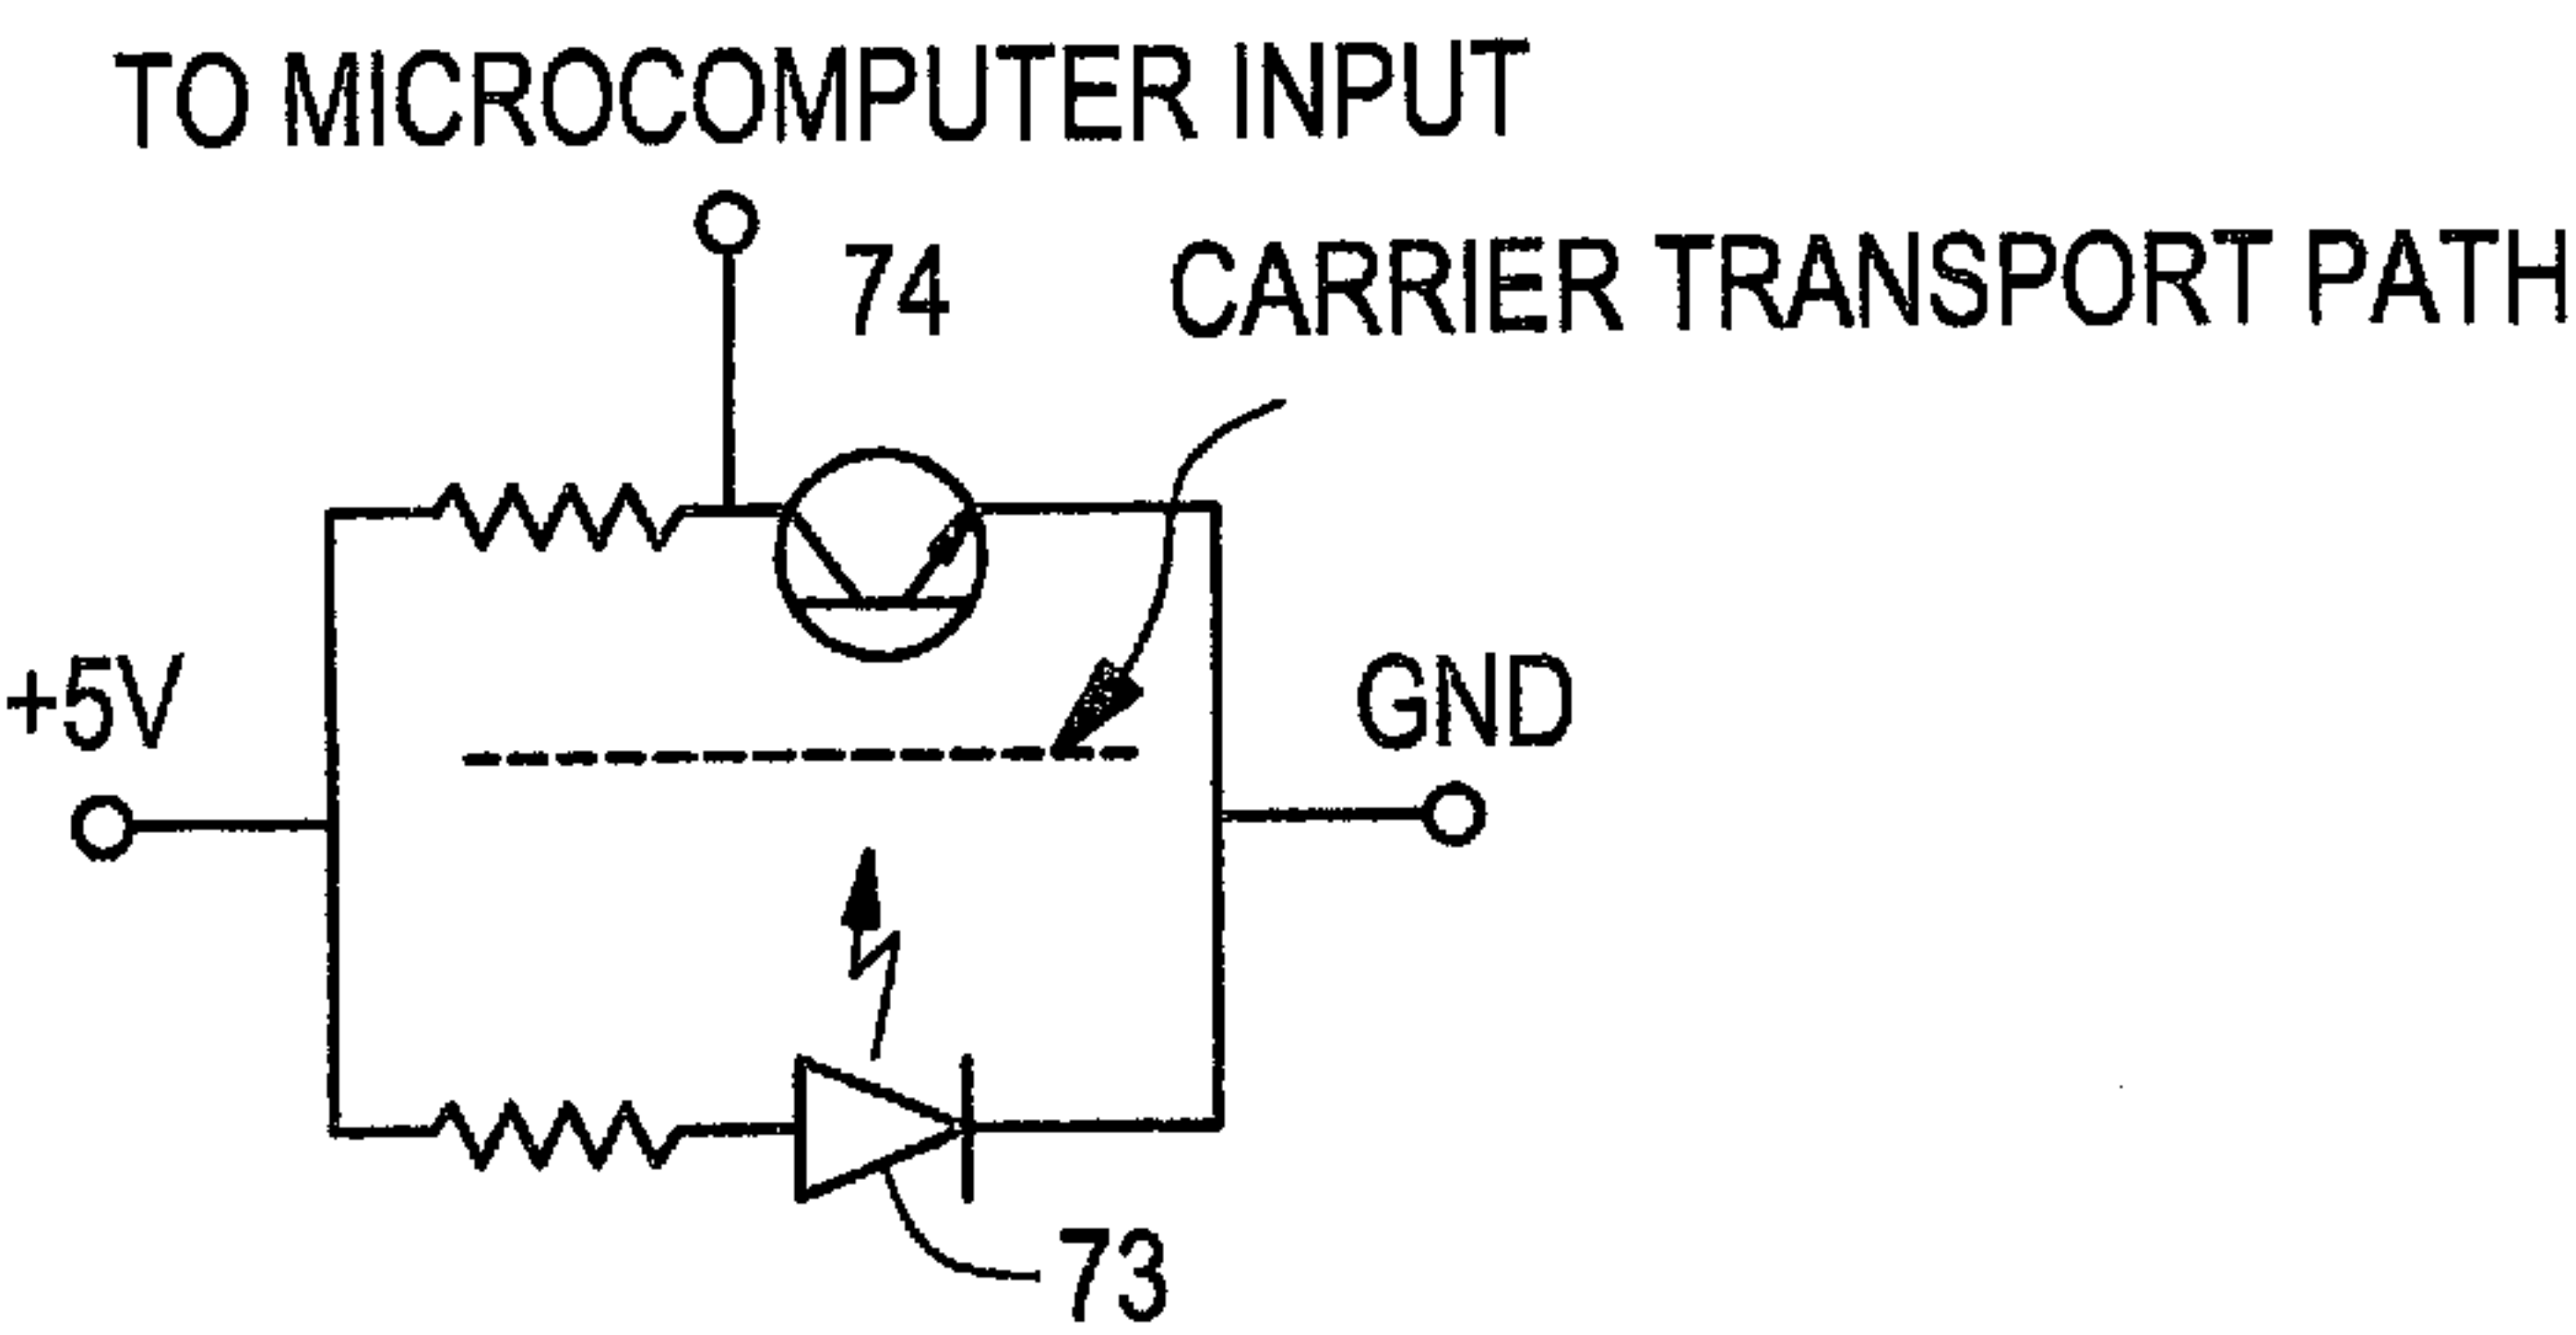 TO MICROCOMPUTER INPUT
74
CARRIER TRANSPORT PATH
+5V
GND
73